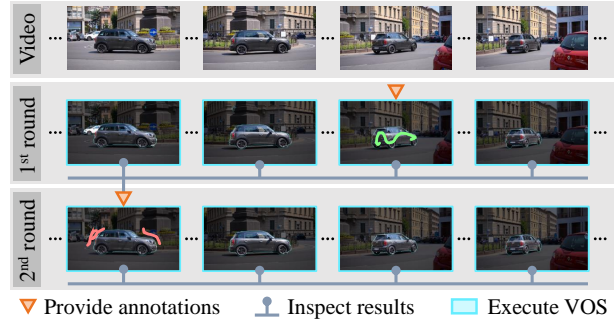 Video
... ... ... ... ...
1st round
... ... ... ... ...
2nd round
... ... ... ... ...
Provide annotations Inspect results Execute VOS